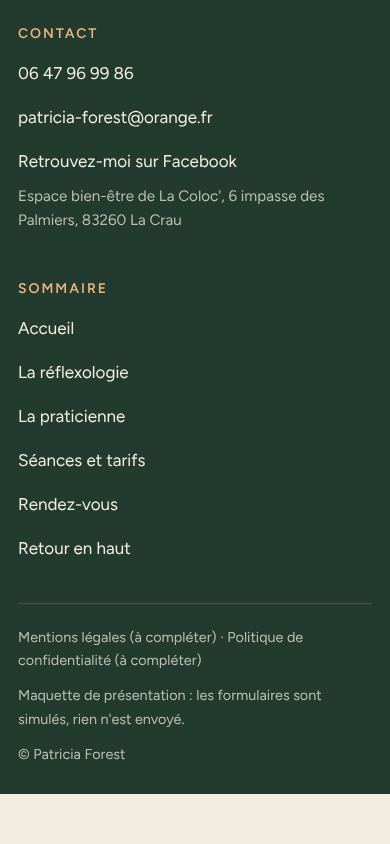 CONTACT
06 47 96 99 86
patricia-forest@orange.fr
Retrouvez-moi sur Facebook
Espace bien-être de La Coloc', 6 impasse des
Palmiers, 83260 La Crau
SOMMAIRE
Accueil
La réflexologie
La praticienne
Séances et tarifs
Rendez-vous
Retour en haut
Mentions légales (à compléter) · Politique de
confidentialité (à compléter)
Maquette de présentation : les formulaires sont
simulés, rien n'est envoyé.
© Patricia Forest